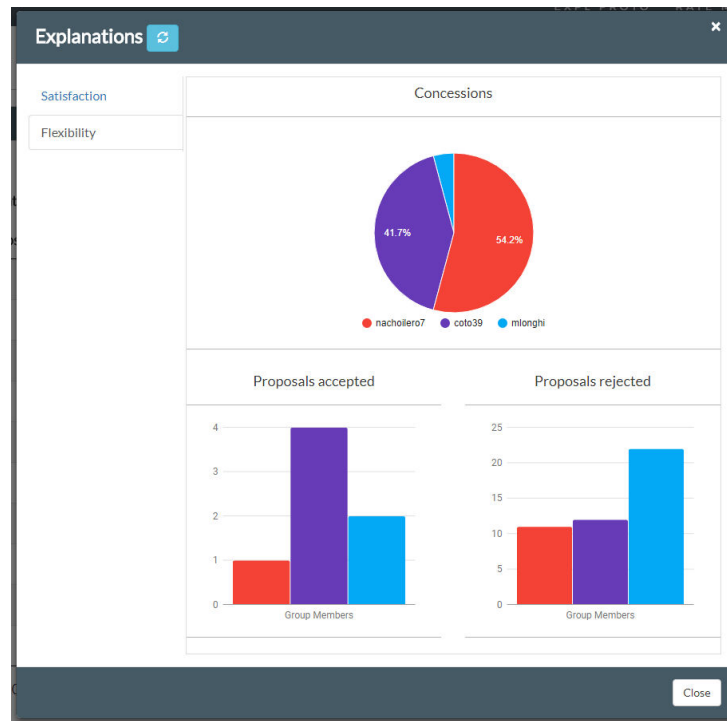 Explanations
×
Satisfaction
Flexibility
Concessions
41.7%
54.2%
nachoilero7 coto39 mlonghi
Proposals accepted
4
3
2
1
0
Group Members
Proposals rejected
25
20
15
10
5
0
Group Members
Close